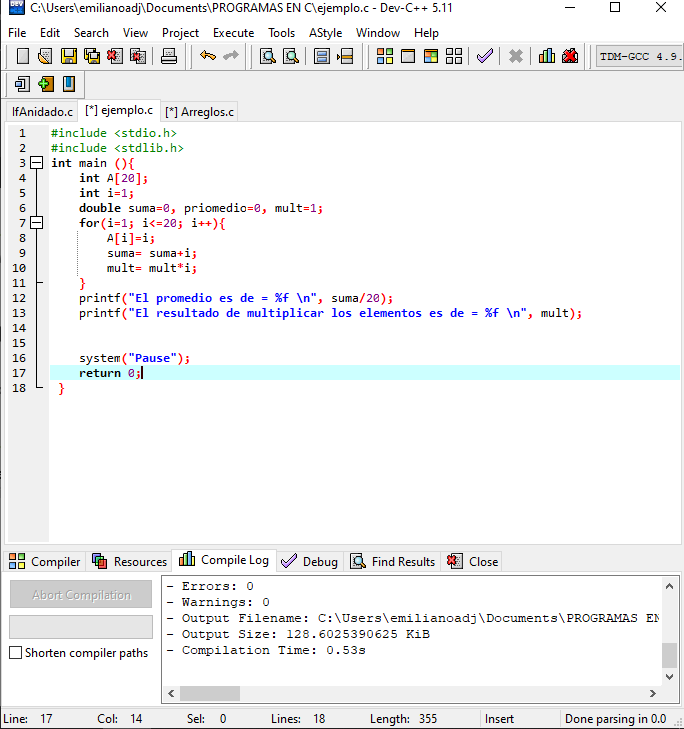 C:\Users\emilianoadj\Documents\PROGRAMAS EN C\ejemplo.c - Dev-C++ 5.11
File Edit Search View Project Execute Tools AStyle Window Help
TDM-GCC 4.9.
IfAnidado.c [*] ejemplo.c [*] Arreglos.c
1 #include <stdio.h>
2 #include <stdlib.h>
3 int main (){
4 int A[20];
5 int i=1;
6 double suma=0, priomedio=0, mult=1;
7 for(i=1; i<=20; i++){
8 A[i]=i;
9 suma= suma+i;
10 mult= mult*i;
11 }
12 printf("El promedio es de = %f \n", suma/20);
13 printf("El resultado de multiplicar los elementos es de = %f \n", mult);
14
15
16 system("Pause");
17 return 0;
18 }
Compiler Resources Compile Log Debug Find Results Close
Abort Compilation
Shorten compiler paths
- Errors: 0
- Warnings: 0
- Output Filename: C:\Users\emilianoadj\Documents\PROGRAMAS EN
- Output Size: 128.6025390625 KiB
- Compilation Time: 0.53s
Line: 17 Col: 14 Sel: 0 Lines: 18 Length: 355 Insert Done parsing in 0.0